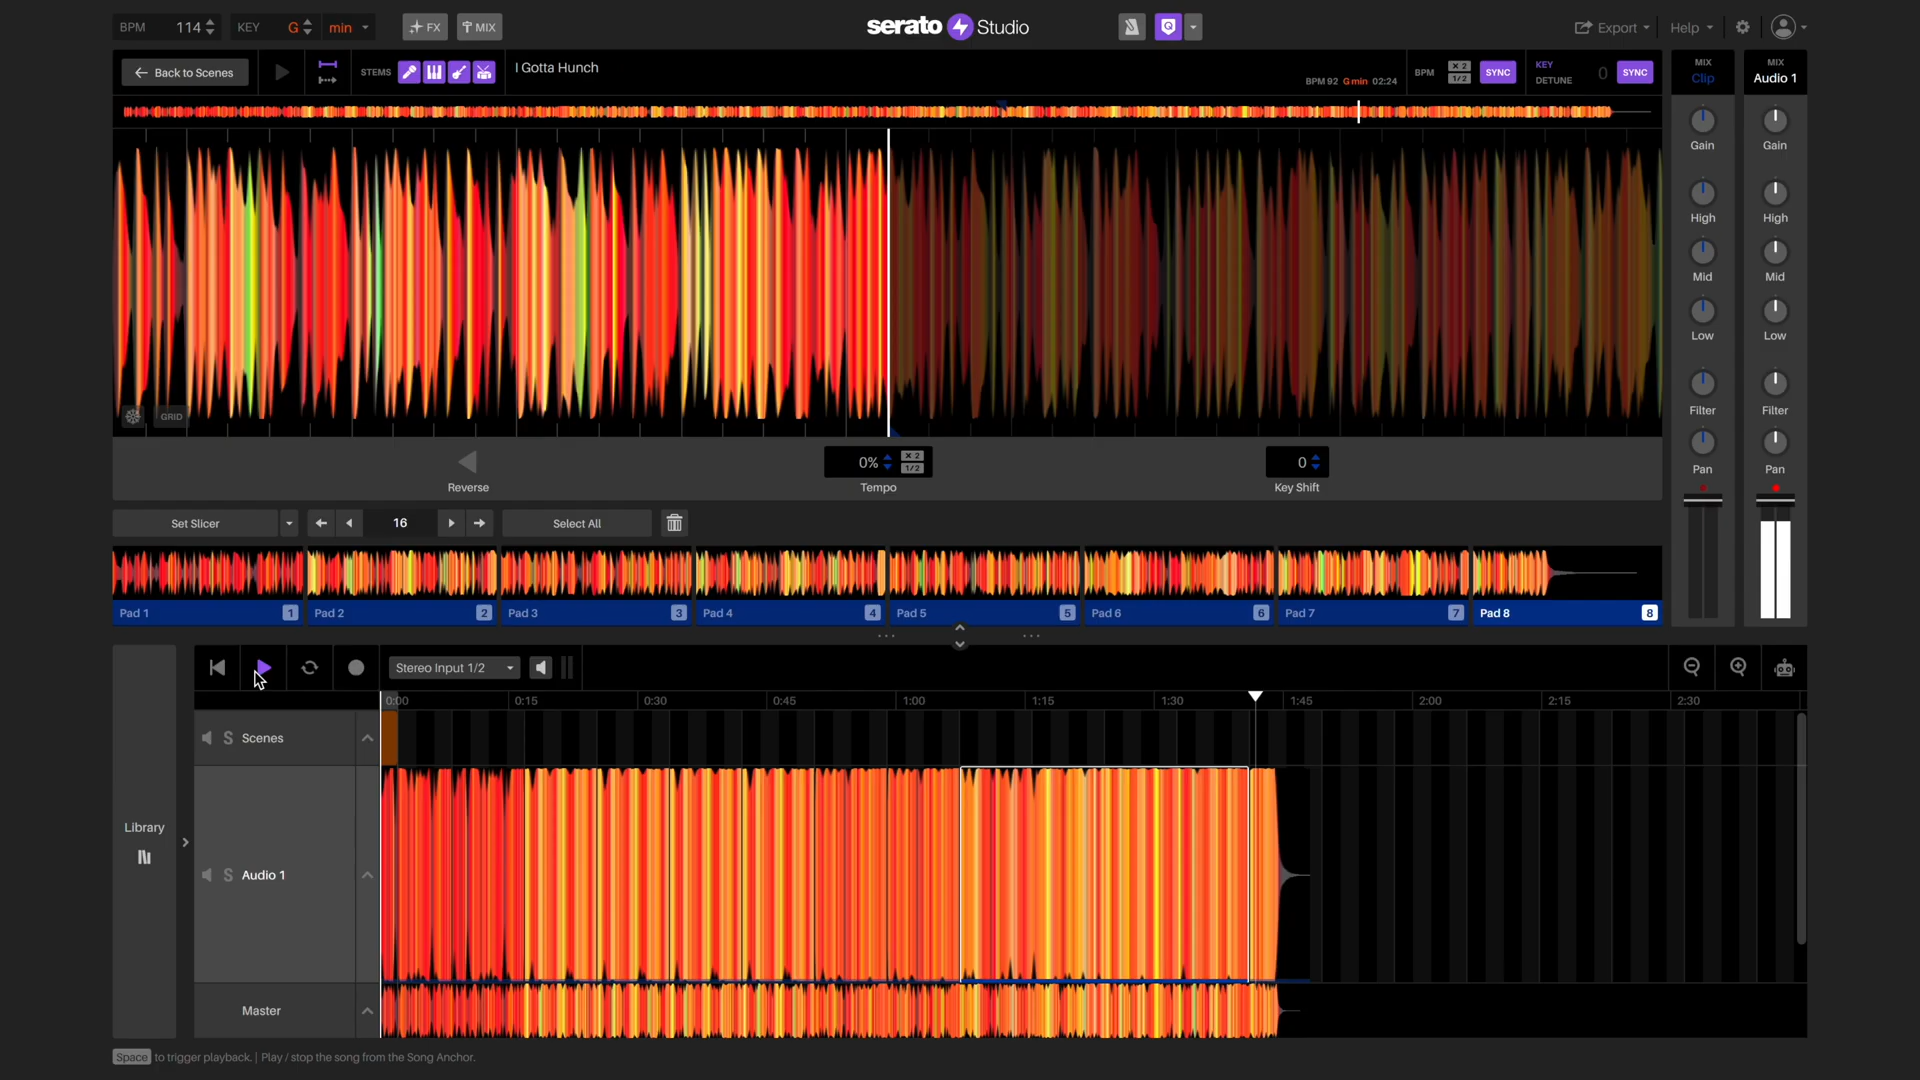 BPM 114 KEY G min FX MIX serato Studio Export Help
Back to Scenes STEMS I Gotta Hunch BPM 92 G min 02:24 BPM x 2 1/2 SYNC KEY DETUNE 0 SYNC
MIX Clip MIX Audio 1
Gain Gain
High High
Mid Mid
Low Low
Filter Filter
Pan Pan
GRID
0% x 2 1/2 0
Reverse Tempo Key Shift
Set Slicer 16 Select All
Pad 1 1 Pad 2 2 Pad 3 3 Pad 4 4 Pad 5 5 Pad 6 6 Pad 7 7 Pad 8 8
Stereo Input 1/2
0:00 0:15 0:30 0:45 1:00 1:15 1:30 1:45 2:00 2:15 2:30
S Scenes
Library
S Audio 1
Master
Space to trigger playback. | Play / stop the song from the Song Anchor.